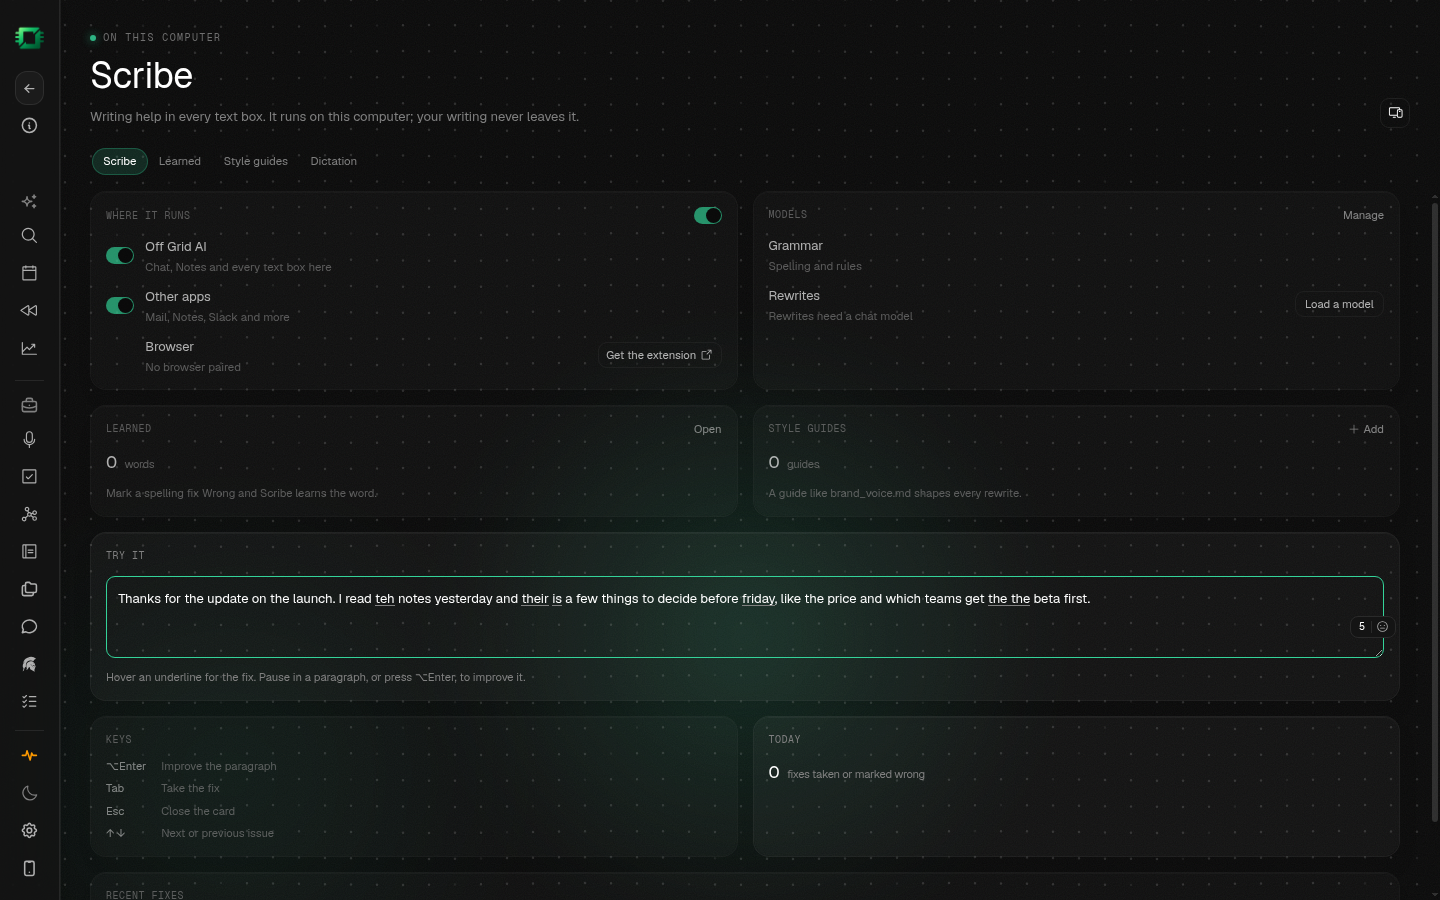 ON THIS COMPUTER
Scribe
Writing help in every text box. It runs on this computer; your writing never leaves it.
Scribe Learned Style guides Dictation
WHERE IT RUNS
Off Grid AI
Chat, Notes and every text box here
Other apps
Mail, Notes, Slack and more
Browser
No browser paired
Get the extension
MODELS
Manage
Grammar
Spelling and rules
Rewrites
Rewrites need a chat model
Load a model
LEARNED
Open
0 words
Mark a spelling fix Wrong and Scribe learns the word.
STYLE GUIDES
+ Add
0 guides
A guide like brand_voice.md shapes every rewrite.
TRY IT
Thanks for the update on the launch. I read teh notes yesterday and their is a few things to decide before friday, like the price and which teams get the the beta first.
5
Hover an underline for the fix. Pause in a paragraph, or press ⌥Enter, to improve it.
KEYS
⌥Enter Improve the paragraph
Tab Take the fix
Esc Close the card
↑↓ Next or previous issue
TODAY
0 fixes taken or marked wrong
RECENT FIXES